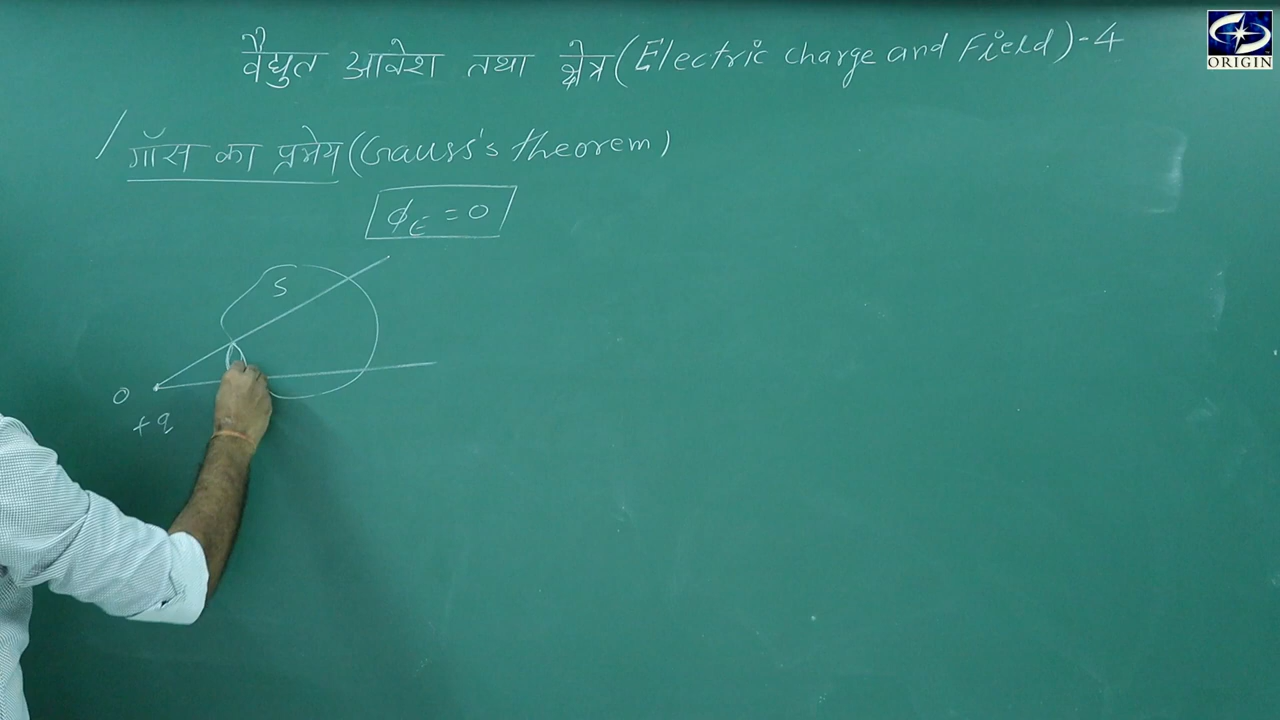 वैद्युत आवेश तथा क्षेत्र (Electric charge and Field) - 4
गॉस का प्रमेय (Gauss's theorem)
ϕE = 0
S
O
+q
ORIGIN